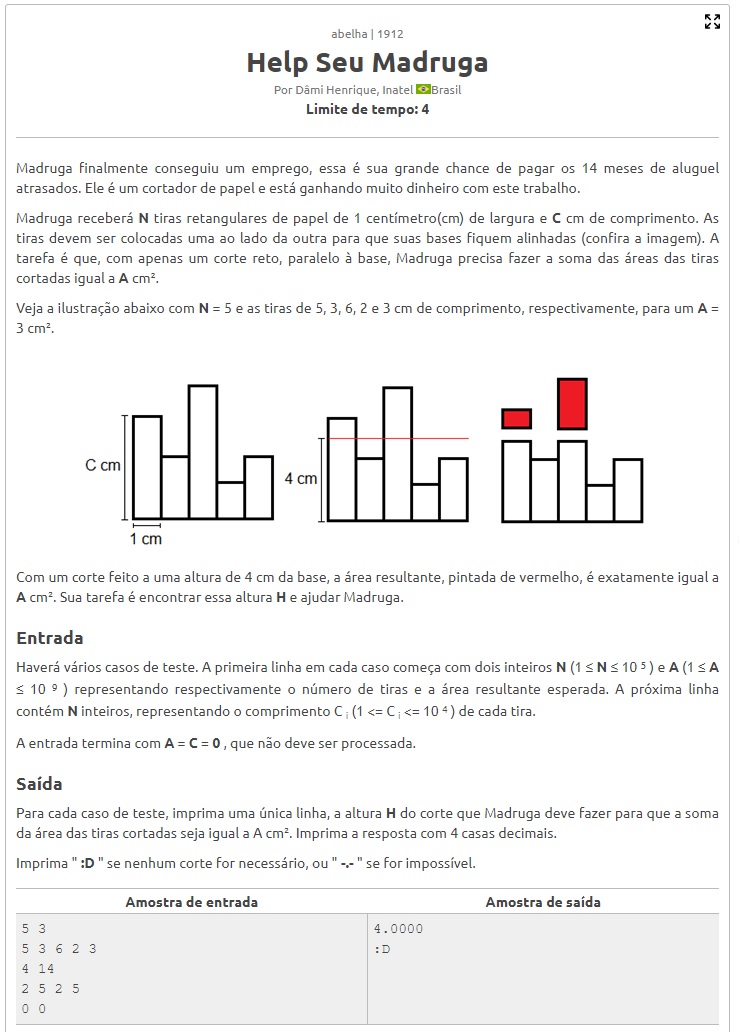 abelha | 1912
Help Seu Madruga
Por Dâmi Henrique, Inatel Brasil
Limite de tempo: 4
Madruga finalmente conseguiu um emprego, essa é sua grande chance de pagar os 14 meses de aluguel
atrasados. Ele é um cortador de papel e está ganhando muito dinheiro com este trabalho.
Madruga receberá N tiras retangulares de papel de 1 centímetro(cm) de largura e C cm de comprimento. As
tiras devem ser colocadas uma ao lado da outra para que suas bases fiquem alinhadas (confira a imagem). A
tarefa é que, com apenas um corte reto, paralelo à base, Madruga precisa fazer a soma das áreas das tiras
cortadas igual a A cm².
Veja a ilustração abaixo com N = 5 e as tiras de 5, 3, 6, 2 e 3 cm de comprimento, respectivamente, para um A =
3 cm².
C cm
1 cm
4 cm
Com um corte feito a uma altura de 4 cm da base, a área resultante, pintada de vermelho, é exatamente igual a
A cm². Sua tarefa é encontrar essa altura H e ajudar Madruga.
Entrada
Haverá vários casos de teste. A primeira linha em cada caso começa com dois inteiros N (1 ≤ N ≤ 10 ⁵ ) e A (1 ≤ A
≤ 10 ⁹ ) representando respectivamente o número de tiras e a área resultante esperada. A próxima linha
contém N inteiros, representando o comprimento C ᵢ (1 <= C ᵢ <= 10 ⁴ ) de cada tira.
A entrada termina com A = C = 0 , que não deve ser processada.
Saída
Para cada caso de teste, imprima uma única linha, a altura H do corte que Madruga deve fazer para que a soma
da área das tiras cortadas seja igual a A cm². Imprima a resposta com 4 casas decimais.
Imprima " :D " se nenhum corte for necessário, ou " -.- " se for impossível.
Amostra de entrada
Amostra de saída
5 3
5 3 6 2 3
4 14
2 5 2 5
0 0
4.0000
:D